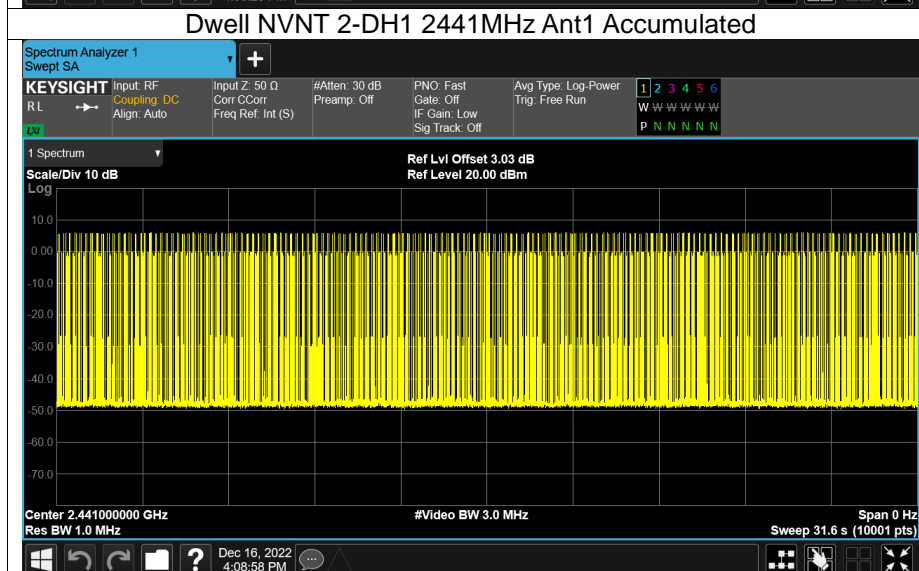 Dwell NVNT 2-DH1 2441MHz Ant1 Accumulated
Spectrum Analyzer 1
Swept SA
KEYSIGHT Input: RF Input Z: 50 Ω #Atten: 30 dB PNO: Fast Avg Type: Log-Power 1 2 3 4 5 6
R L Coupling: DC Corr CCorr Preamp: Off Gate: Off Trig: Free Run W W W W W W
Align: Auto Freq Ref: Int (S) IF Gain: Low
LXI Sig Track: Off P N N N N N
1 Spectrum Ref Lvl Offset 3.03 dB
Scale/Div 10 dB Ref Level 20.00 dBm
Log
10.0
0.00
-10.0
-20.0
-30.0
-40.0
-50.0
-60.0
-70.0
Center 2.441000000 GHz #Video BW 3.0 MHz Span 0 Hz
Res BW 1.0 MHz Sweep 31.6 s (10001 pts)
? Dec 16, 2022
4:08:58 PM